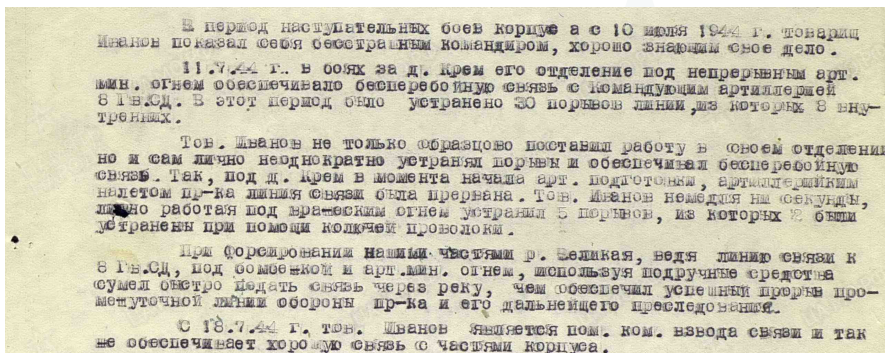 В период наступательных боев корпуса с 10 июля 1944 г. товарищ
Иванов показал себя бесстрашным командиром, хорошо знающим свое дело.
11.7.44 г. в боях за д. Крем его отделение под непрерывным арт.
мин. огнем обеспечивало бесперебойную связь с Командующим артиллерией
8 Гв.СД. В этот период было устранено 30 порывов линии, из которых 8 вну-
тренних.
Тов. Иванов не только образцово поставил работу в своем отделении
но и сам лично неоднократно устранял порывы и обеспечивал бесперебойную
связь. Так, под д. Крем в момента начала арт. подготовки, артиллерийким
налетом пр-ка линия связи была прервана. Тов. Иванов немедля ни секунды,
лично работая под вражеским огнем устранил 5 порывов, из которых 2 были
устранены при помощи колючей проволоки.
При форсировании нашими частями р. Великая, ведя линию связи к
8 Гв.СД, под бомбежкой и арт.мин. огнем, используя подручные средства
сумел быстро подать связь через реку, чем обеспечил успешный прорыв про-
межуточной линии обороны пр-ка и его дальнейщего преследования.
С 18.7.44 г. тов. Иванов является пом. ком. взвода связи и так
же обеспечивает хорошую связь с частями корпуса.